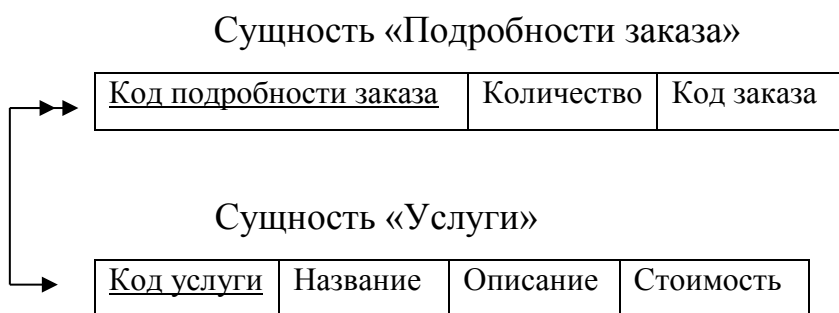 Сущность «Подробности заказа»
Код подробности заказа Количество Код заказа
Сущность «Услуги»
Код услуги Название Описание Стоимость